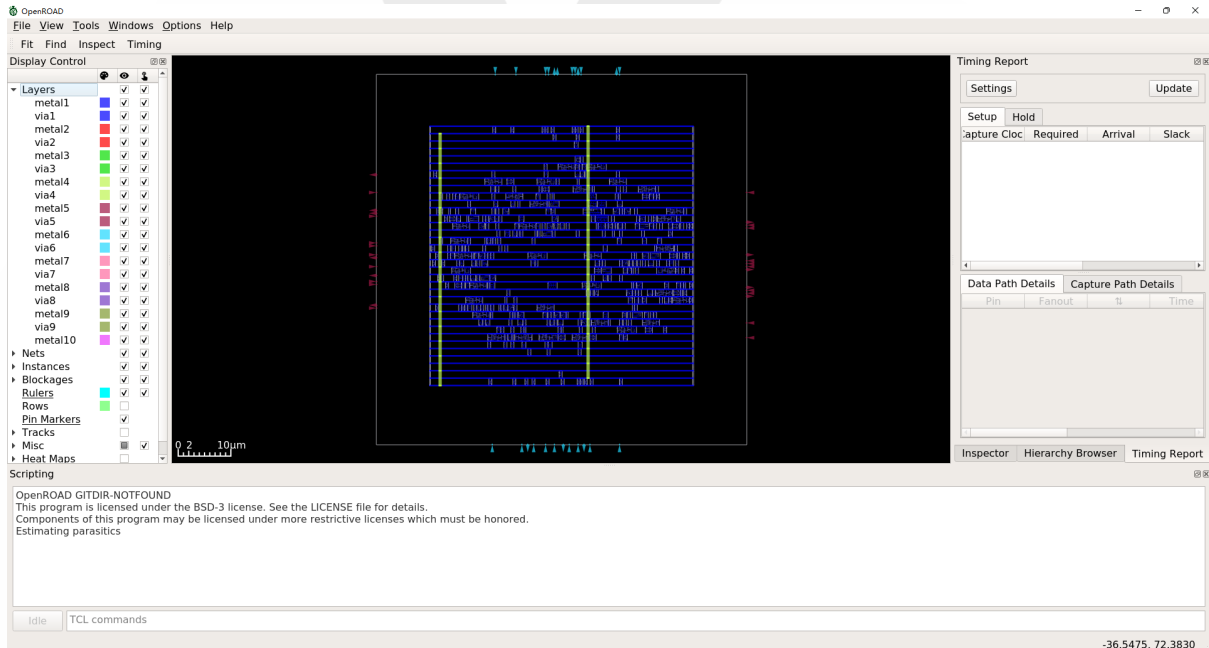 OpenROAD
File View Tools Windows Options Help
Fit Find Inspect Timing
Display Control
Layers
metal1
via1
metal2
via2
metal3
via3
metal4
via4
metal5
via5
metal6
via6
metal7
via7
metal8
via8
metal9
via9
metal10
Nets
Instances
Blockages
Rulers
Rows
Pin Markers
Tracks
Misc
Heat Maps
0 2 10μm
Timing Report
Settings Update
Setup Hold
Capture Cloc Required Arrival Slack
Data Path Details Capture Path Details
Pin Fanout ⇅ Time
Inspector Hierarchy Browser Timing Report
Scripting
OpenROAD GITDIR-NOTFOUND
This program is licensed under the BSD-3 license. See the LICENSE file for details.
Components of this program may be licensed under more restrictive licenses which must be honored.
Estimating parasitics
Idle TCL commands
-36.5475, 72.3830